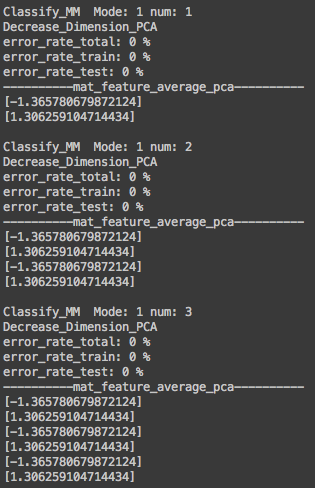 Classify_MM  Mode: 1 num: 1
Decrease_Dimension_PCA
error_rate_total: 0 %
error_rate_train: 0 %
error_rate_test: 0 %
——————————mat_feature_average_pca——————————
[-1.365780679872124]
[1.306259104714434]

Classify_MM  Mode: 1 num: 2
Decrease_Dimension_PCA
error_rate_total: 0 %
error_rate_train: 0 %
error_rate_test: 0 %
——————————mat_feature_average_pca——————————
[-1.365780679872124]
[1.306259104714434]
[-1.365780679872124]
[1.306259104714434]

Classify_MM  Mode: 1 num: 3
Decrease_Dimension_PCA
error_rate_total: 0 %
error_rate_train: 0 %
error_rate_test: 0 %
——————————mat_feature_average_pca——————————
[-1.365780679872124]
[1.306259104714434]
[-1.365780679872124]
[1.306259104714434]
[-1.365780679872124]
[1.306259104714434]